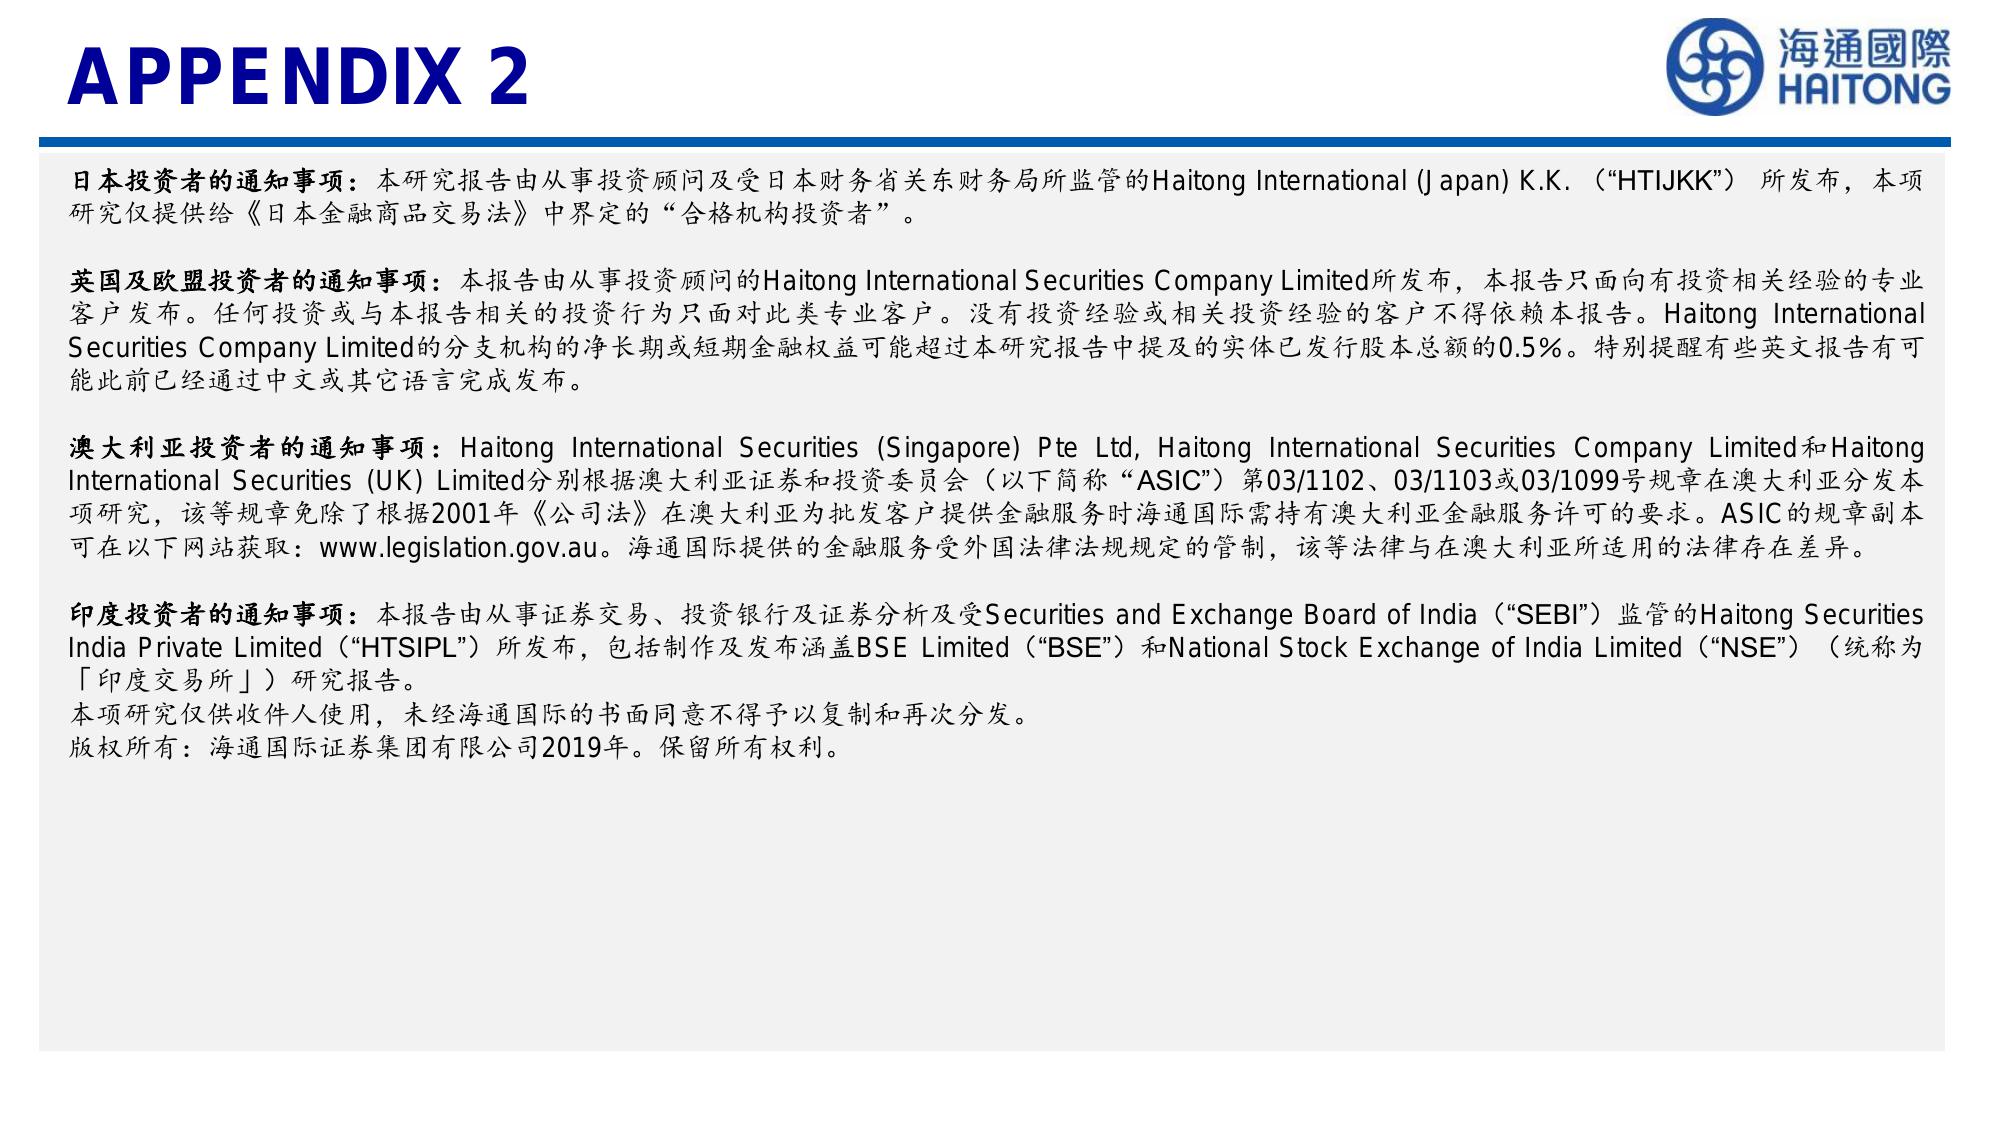 APPENDIX 2
海通國際
HAITONG
日本投资者的通知事项：本研究报告由从事投资顾问及受日本财务省关东财务局所监管的Haitong International (Japan) K.K. （“HTIJKK”） 所发布，本项
研究仅提供给《日本金融商品交易法》中界定的“合格机构投资者”。
英国及欧盟投资者的通知事项：本报告由从事投资顾问的Haitong International Securities Company Limited所发布，本报告只面向有投资相关经验的专业
客户发布。任何投资或与本报告相关的投资行为只面对此类专业客户。没有投资经验或相关投资经验的客户不得依赖本报告。Haitong International
Securities Company Limited的分支机构的净长期或短期金融权益可能超过本研究报告中提及的实体已发行股本总额的0.5%。特别提醒有些英文报告有可
能此前已经通过中文或其它语言完成发布。
澳大利亚投资者的通知事项：Haitong International Securities (Singapore) Pte Ltd, Haitong International Securities Company Limited和Haitong
International Securities (UK) Limited分别根据澳大利亚证券和投资委员会（以下简称“ASIC”）第03/1102、03/1103或03/1099号规章在澳大利亚分发本
项研究，该等规章免除了根据2001年《公司法》在澳大利亚为批发客户提供金融服务时海通国际需持有澳大利亚金融服务许可的要求。ASIC的规章副本
可在以下网站获取：www.legislation.gov.au。海通国际提供的金融服务受外国法律法规规定的管制，该等法律与在澳大利亚所适用的法律存在差异。
印度投资者的通知事项：本报告由从事证券交易、投资银行及证券分析及受Securities and Exchange Board of India（“SEBI”）监管的Haitong Securities
India Private Limited（“HTSIPL”）所发布，包括制作及发布涵盖BSE Limited（“BSE”）和National Stock Exchange of India Limited（“NSE”）（统称为
「印度交易所」）研究报告。
本项研究仅供收件人使用，未经海通国际的书面同意不得予以复制和再次分发。
版权所有：海通国际证券集团有限公司2019年。保留所有权利。